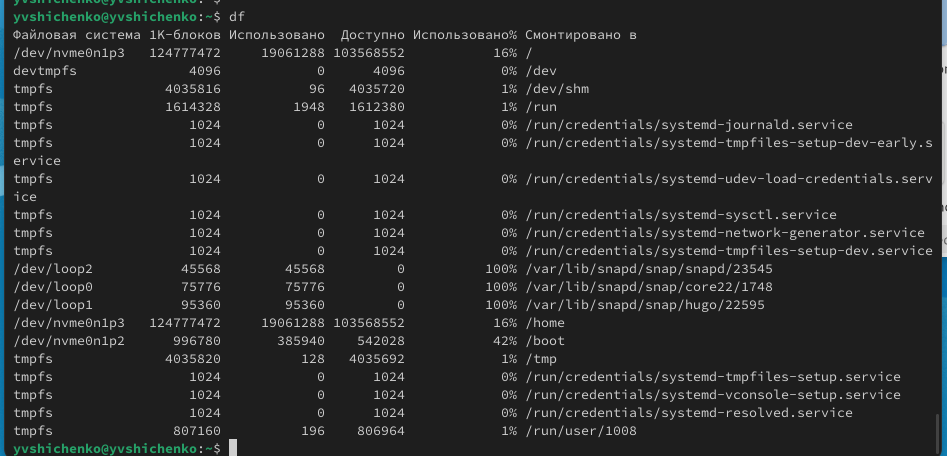 yvshichenko@yvshichenko:~$
yvshichenko@yvshichenko:~$ df
Файловая система 1K-блоков Использовано Доступно Использовано% Смонтировано в
/dev/nvme0n1p3 124777472 19061288 103568552 16% /
devtmpfs 4096 0 4096 0% /dev
tmpfs 4035816 96 4035720 1% /dev/shm
tmpfs 1614328 1948 1612380 1% /run
tmpfs 1024 0 1024 0% /run/credentials/systemd-journald.service
tmpfs 1024 0 1024 0% /run/credentials/systemd-tmpfiles-setup-dev-early.s
ervice
tmpfs 1024 0 1024 0% /run/credentials/systemd-udev-load-credentials.serv
ice
tmpfs 1024 0 1024 0% /run/credentials/systemd-sysctl.service
tmpfs 1024 0 1024 0% /run/credentials/systemd-network-generator.service
tmpfs 1024 0 1024 0% /run/credentials/systemd-tmpfiles-setup-dev.service
/dev/loop2 45568 45568 0 100% /var/lib/snapd/snap/snapd/23545
/dev/loop0 75776 75776 0 100% /var/lib/snapd/snap/core22/1748
/dev/loop1 95360 95360 0 100% /var/lib/snapd/snap/hugo/22595
/dev/nvme0n1p3 124777472 19061288 103568552 16% /home
/dev/nvme0n1p2 996780 385940 542028 42% /boot
tmpfs 4035820 128 4035692 1% /tmp
tmpfs 1024 0 1024 0% /run/credentials/systemd-tmpfiles-setup.service
tmpfs 1024 0 1024 0% /run/credentials/systemd-vconsole-setup.service
tmpfs 1024 0 1024 0% /run/credentials/systemd-resolved.service
tmpfs 807160 196 806964 1% /run/user/1008
yvshichenko@yvshichenko:~$